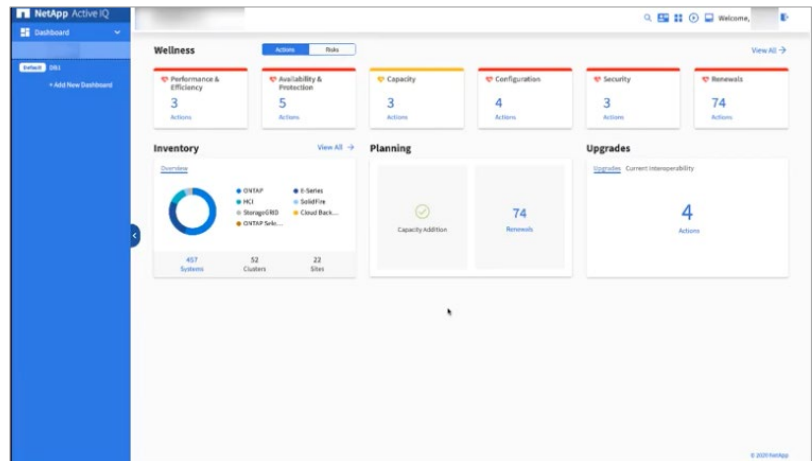 NetApp Active IQ
Welcome,
Dashboard
Default DB1
+ Add New Dashboard
Wellness
Actions Risks
View All →
Performance & Efficiency
3
Actions
Availability & Protection
5
Actions
Capacity
3
Actions
Configuration
4
Actions
Security
3
Actions
Renewals
74
Actions
Inventory
View All →
Overview
ONTAP
HCI
StorageGRID
ONTAP Selc...
E-Series
SolidFire
Cloud Back...
457
Systems
52
Clusters
22
Sites
Planning
Capacity Addition
74
Renewals
Upgrades
Upgrades Current Interoperability
4
Actions
© 2020 NetApp